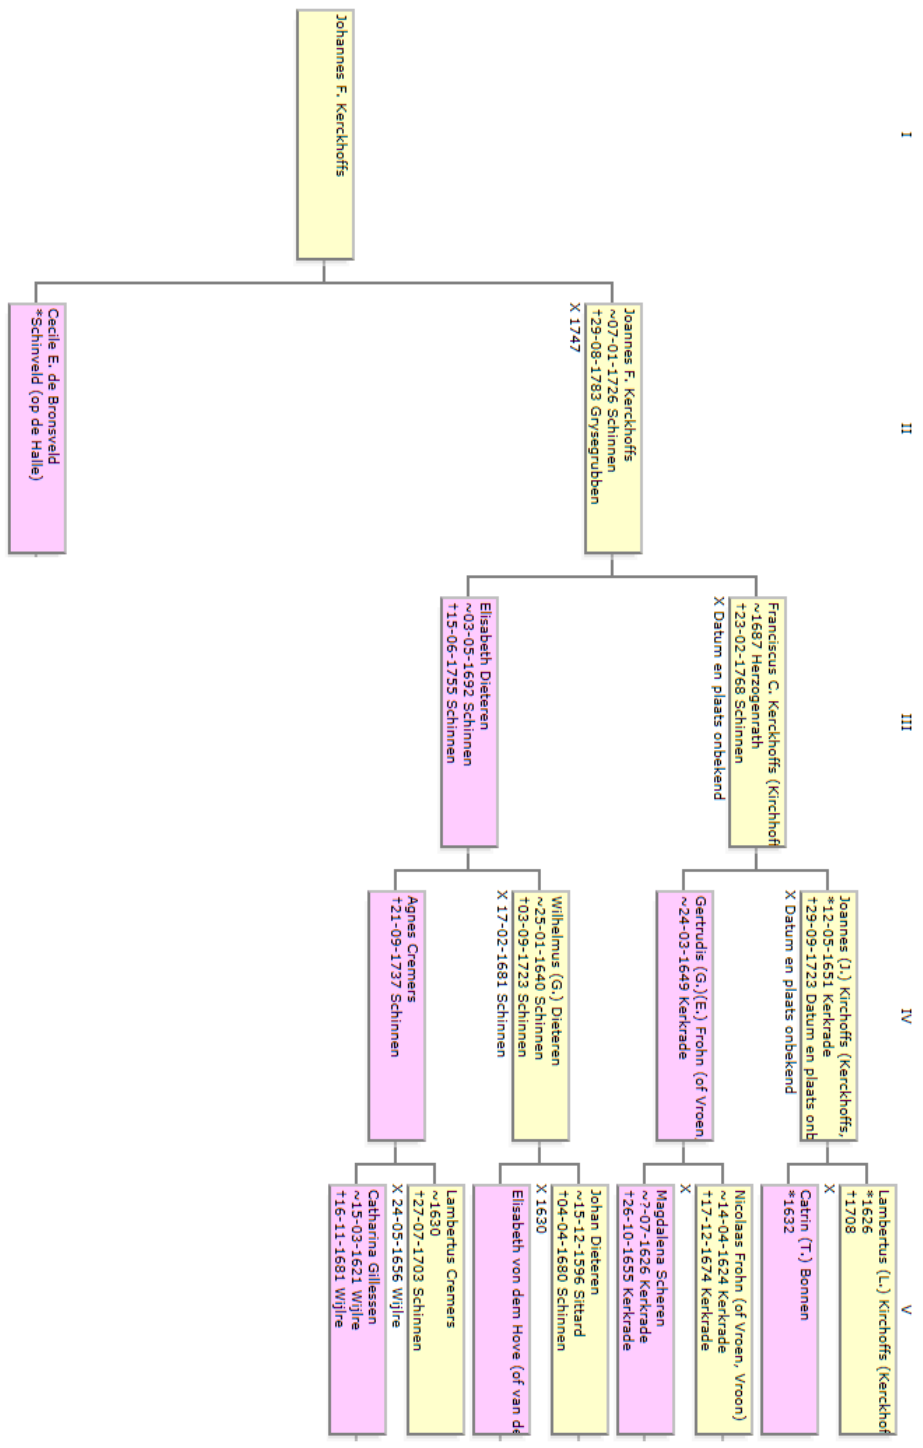 I
II
III
IV
V
Johannes F. Kerckhoffs
Joannes F. Kerckhoffs
~07-01-1726 Schinnen
†29-08-1783 Grysegrubben
X 1747
Cecile E. de Bronsveld
*Schinveld (op de Halle)
Franciscus C. Kerckhoffs (Kirchhof
~1687 Herzogenrath
†23-02-1768 Schinnen
X Datum en plaats onbekend
Elisabeth Dieteren
~03-05-1692 Schinnen
†15-06-1755 Schinnen
Joannes (J.) Kirchoffs (Kerckhoffs,
*12-05-1651 Kerkrade
†29-09-1723 Datum en plaats onb
X Datum en plaats onbekend
Gertrudis (G.)(E.) Frohn (of Vroen,
~24-03-1649 Kerkrade
Wilhelmus (G.) Dieteren
~25-01-1640 Schinnen
†03-09-1723 Schinnen
X 17-02-1681 Schinnen
Agnes Cremers
†21-09-1737 Schinnen
Lambertus (L.) Kirchoffs (Kerckhof
*1626
†1708
X
Catrin (T.) Bonnen
*1632
Nicolaas Frohn (of Vroen, Vroon)
~14-04-1624 Kerkrade
†17-12-1674 Kerkrade
X
Magdalena Scheren
~?-07-1626 Kerkrade
†26-10-1655 Kerkrade
Johan Dieteren
~15-12-1596 Sittard
†04-04-1680 Schinnen
X 1630
Elisabeth von dem Hove (of van de
Lambertus Cremers
~1630
†27-07-1703 Schinnen
X 24-05-1656 Wijlre
Catharina Gillessen
~15-03-1621 Wijlre
†16-11-1681 Wijlre